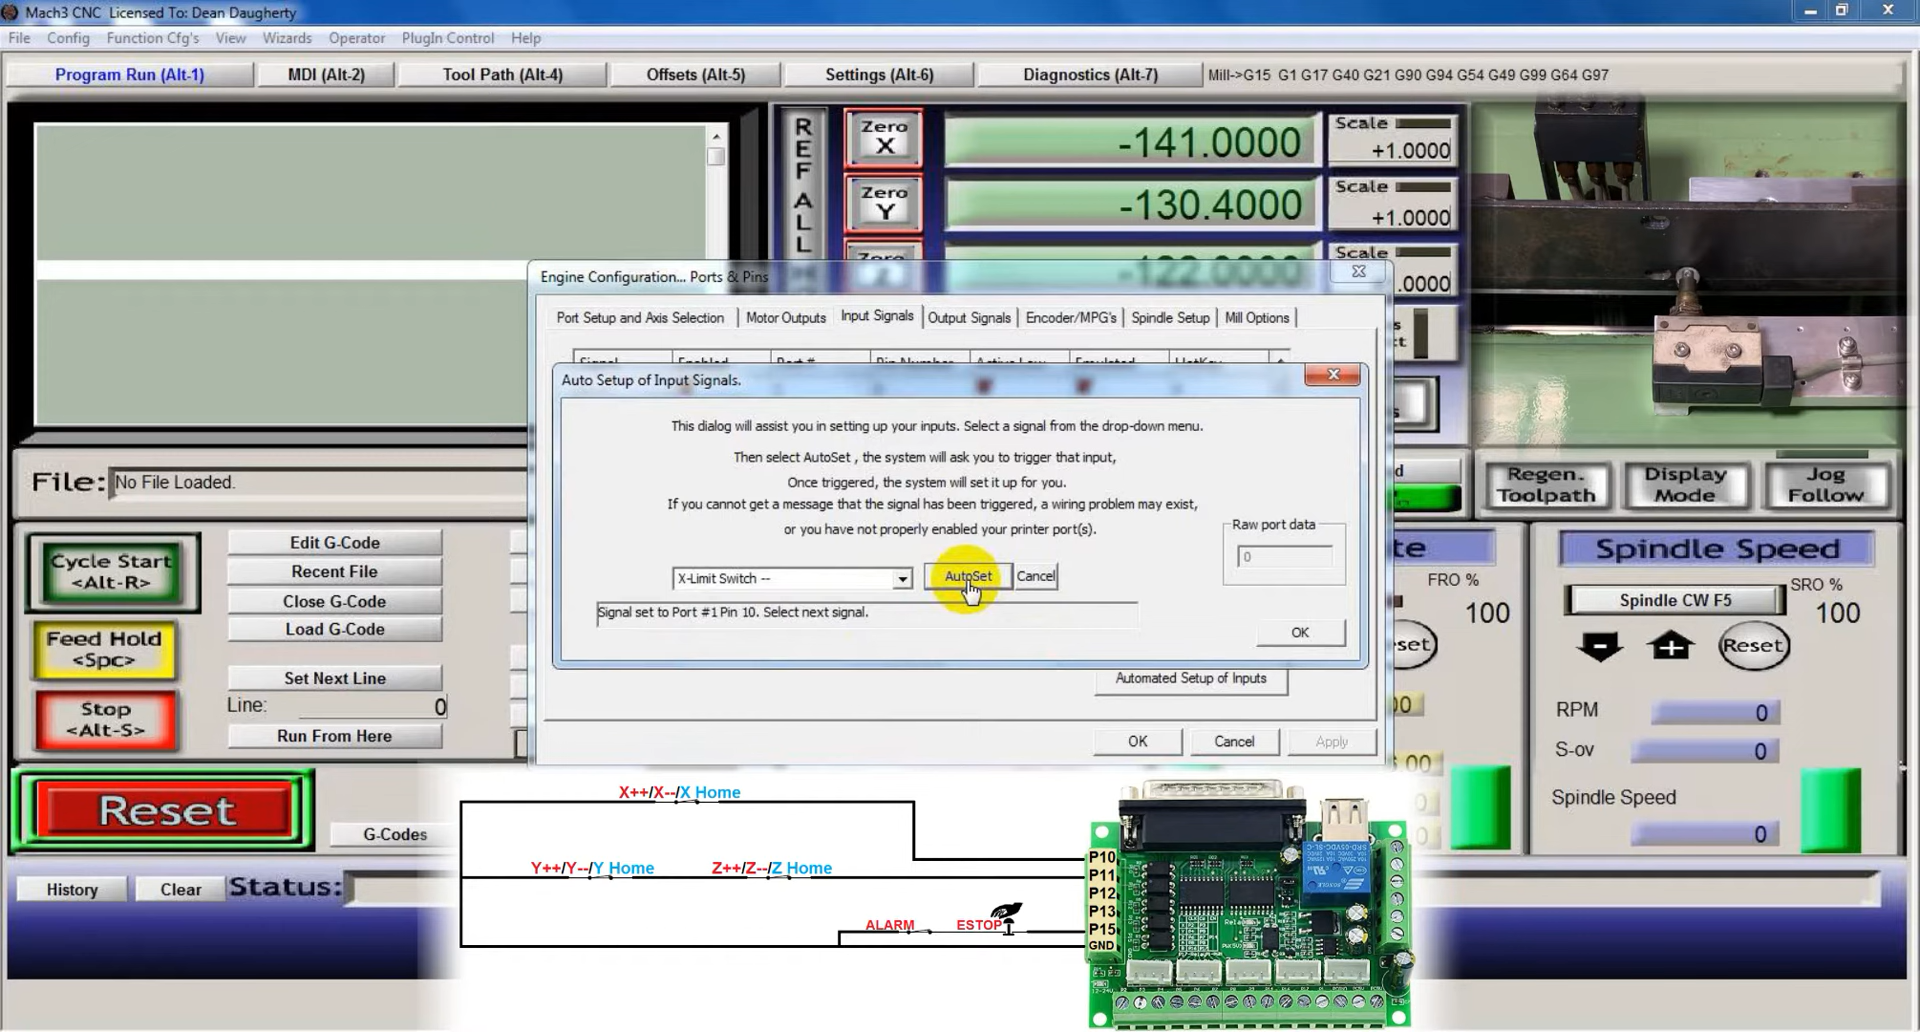 Mach3 CNC Licensed To: Dean Daugherty
File Config Function Cfg's View Wizards Operator PlugIn Control Help
Program Run (Alt-1) MDI (Alt-2) Tool Path (Alt-4) Offsets (Alt-5) Settings (Alt-6) Diagnostics (Alt-7) Mill->G15 G1 G17 G40 G21 G90 G94 G54 G49 G99 G64 G97
REF ALL
Zero X -141.0000 Scale +1.0000
Zero Y -130.4000 Scale +1.0000
Zero -122.0000 Scale .0000
Engine Configuration... Ports & Pins
Port Setup and Axis Selection Motor Outputs Input Signals Output Signals Encoder/MPG's Spindle Setup Mill Options
Signal Enabled Port # Pin Number Active Low Emulated HotKey
Auto Setup of Input Signals.
This dialog will assist you in setting up your inputs. Select a signal from the drop-down menu.
Then select AutoSet , the system will ask you to trigger that input,
Once triggered, the system will set it up for you.
If you cannot get a message that the signal has been triggered, a wiring problem may exist,
or you have not properly enabled your printer port(s).
Raw port data
0
X-Limit Switch -- AutoSet Cancel
Signal set to Port #1 Pin 10. Select next signal.
OK
Automated Setup of Inputs
OK Cancel Apply
File: No File Loaded.
Regen. Toolpath Display Mode Jog Follow
Cycle Start <Alt-R>
Feed Hold <Spc>
Stop <Alt-S>
Edit G-Code
Recent File
Close G-Code
Load G-Code
Set Next Line
Line: 0
Run From Here
Reset
G-Codes
FRO %
100
Spindle Speed
Spindle CW F5 SRO %
100
Reset
RPM 0
S-ov 0
Spindle Speed
0
History Clear Status:
X++/X--/X Home
Y++/Y--/Y Home Z++/Z--/Z Home
ALARM ESTOP
P10
P11
P12
P13
P15
GND